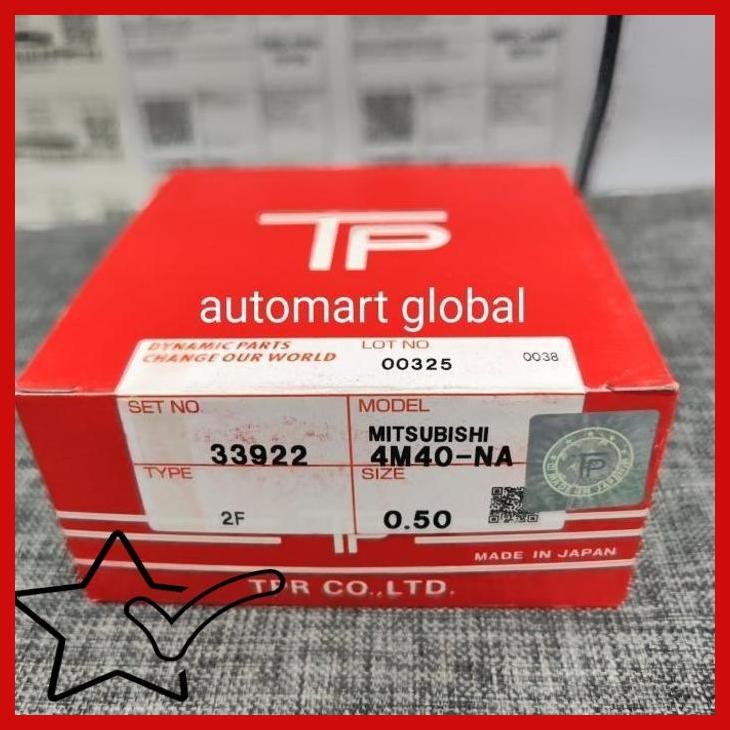 TP
automart global
DYNAMIC PARTS
CHANGE OUR WORLD
LOT NO
00325
0038
SET NO.
33922
MODEL
MITSUBISHI
4M40-NA
TYPE
2F
SIZE
0.50
TP
MADE IN JAPAN
TPR CO.,LTD.